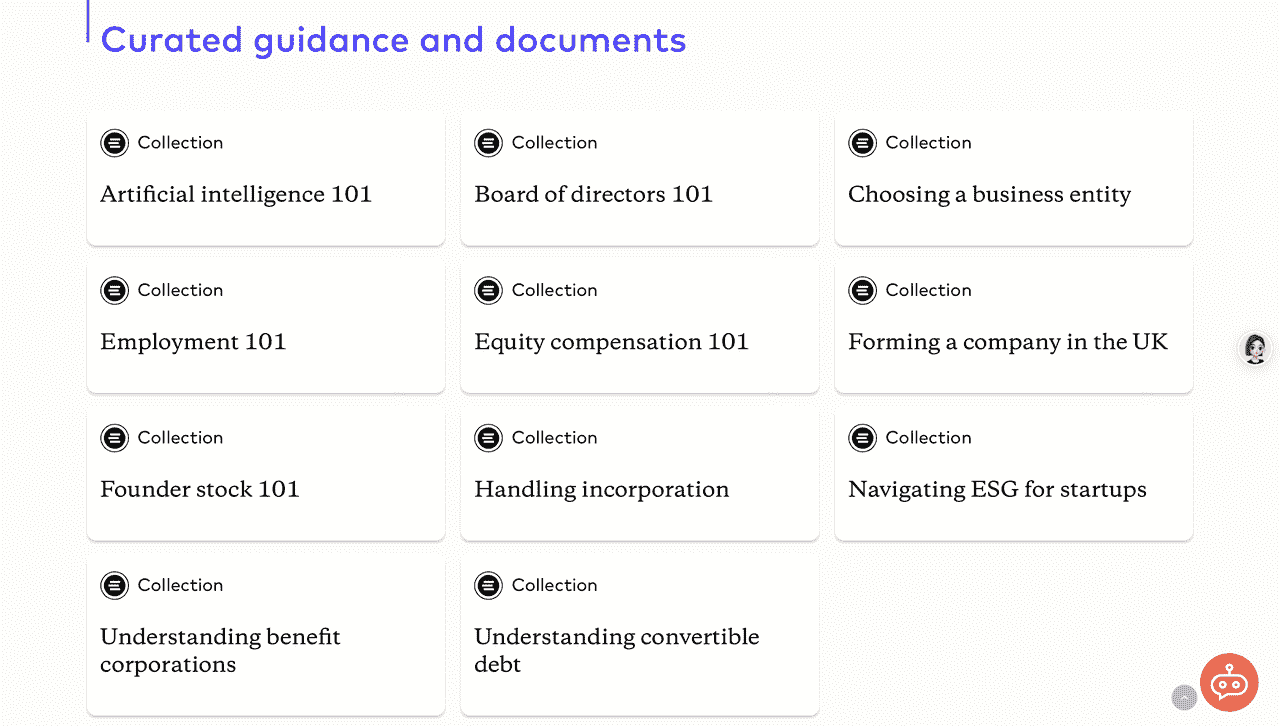 Curated guidance and documents
Collection
Artificial intelligence 101
Collection
Board of directors 101
Collection
Choosing a business entity
Collection
Employment 101
Collection
Equity compensation 101
Collection
Forming a company in the UK
Collection
Founder stock 101
Collection
Handling incorporation
Collection
Navigating ESG for startups
Collection
Understanding benefit
corporations
Collection
Understanding convertible
debt